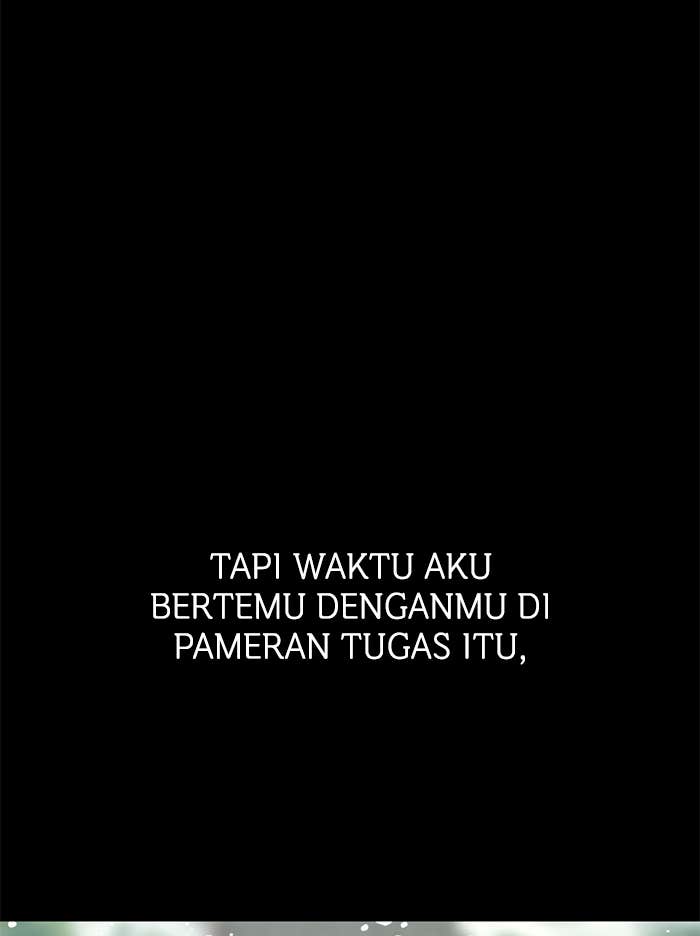 TAPI WAKTU AKU
BERTEMU DENGANMU DI
PAMERAN TUGAS ITU,